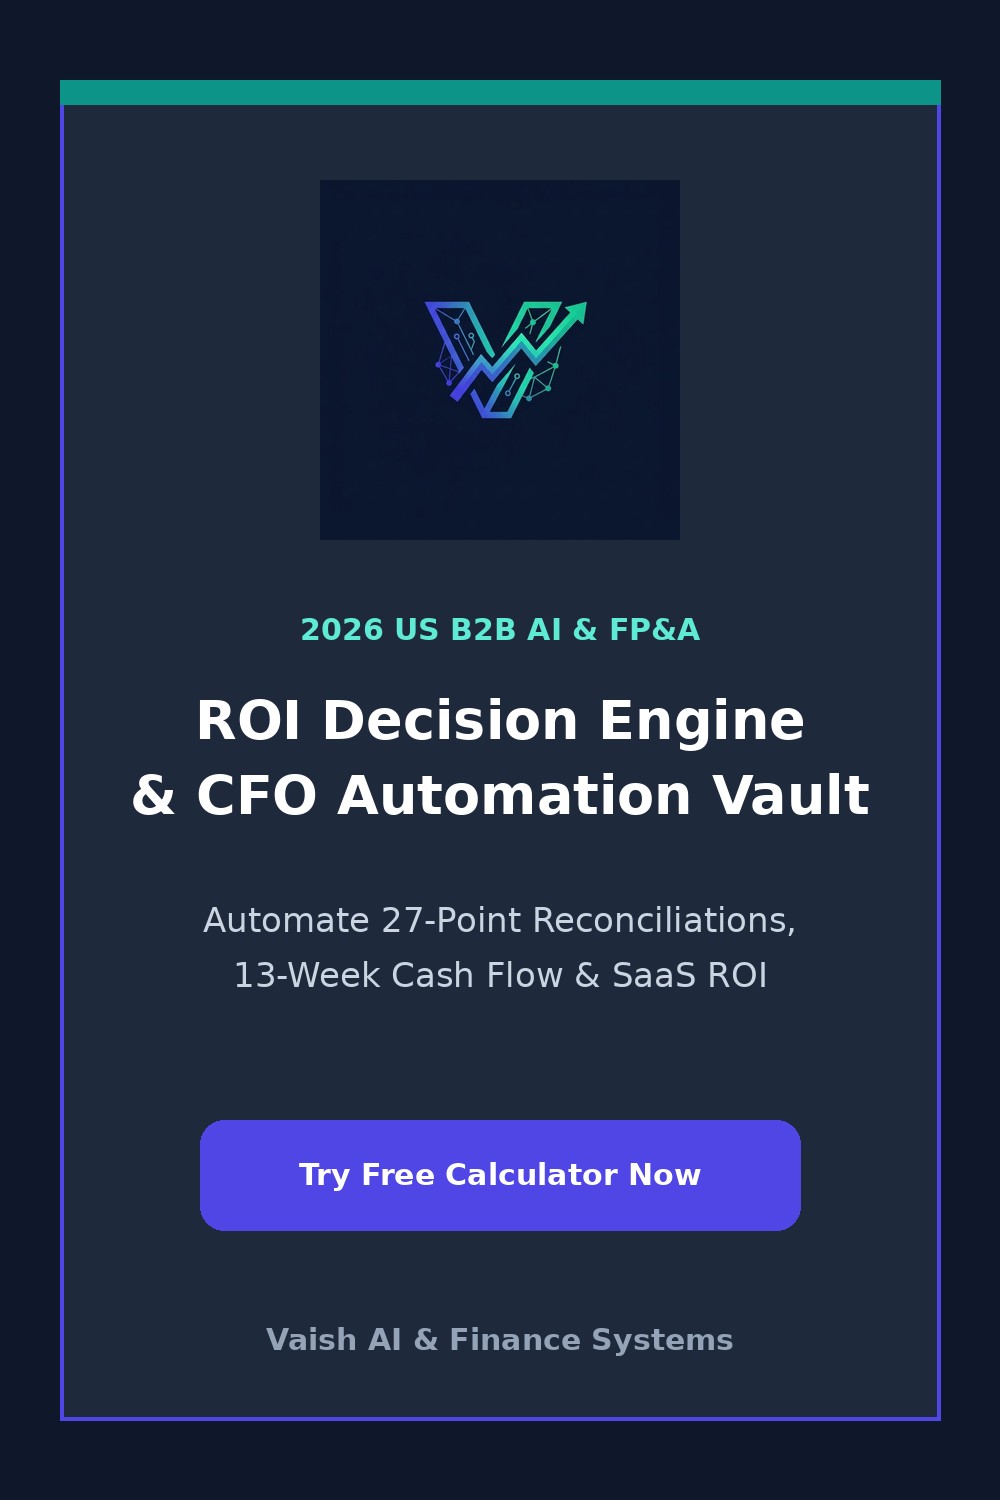 2026 US B2B AI & FP&A
ROI Decision Engine
& CFO Automation Vault
Automate 27-Point Reconciliations,
13-Week Cash Flow & SaaS ROI
Try Free Calculator Now
Vaish AI & Finance Systems